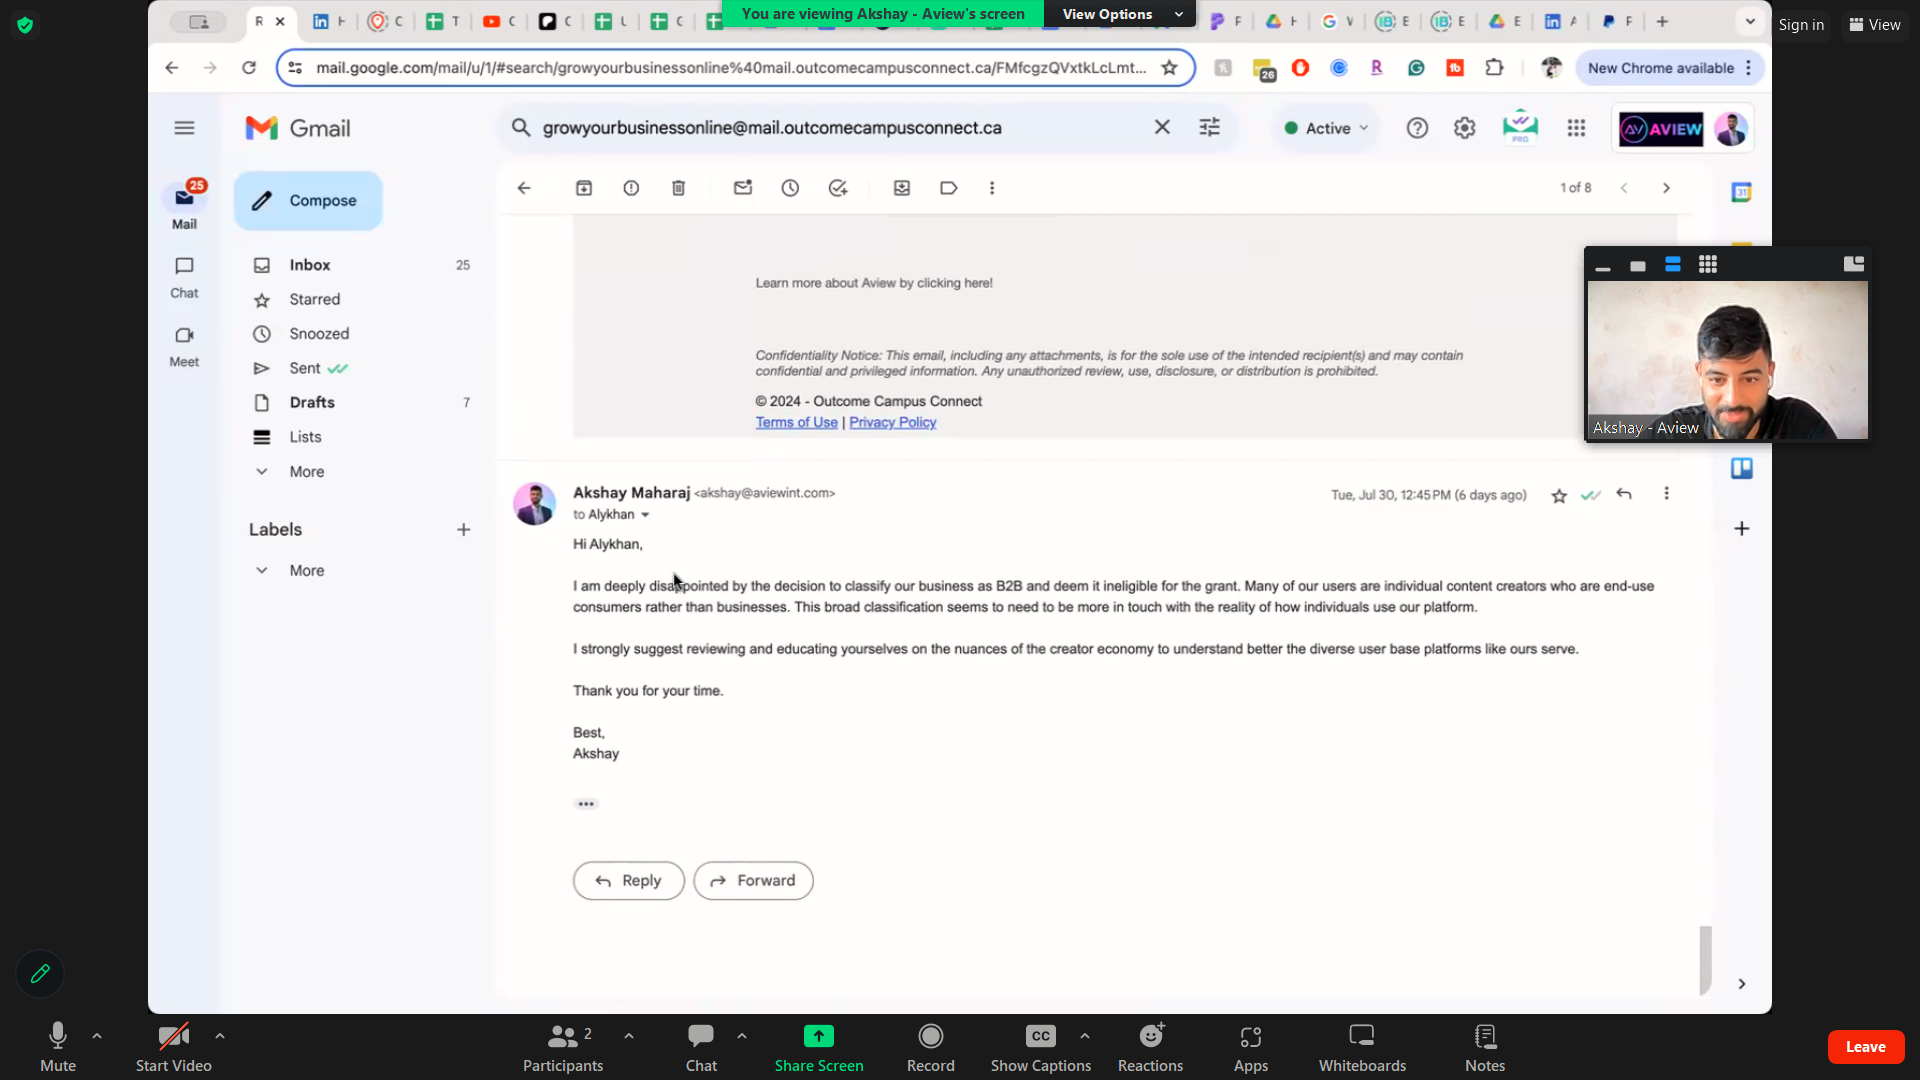 You are viewing Akshay - Aview's screen
View Options
Sign in
View
mail.google.com/mail/u/1/#search/growyourbusinessonline%40mail.outcomecampusconnect.ca/FMfcgzQVxtkLcLmt...
26
New Chrome available
Gmail
growyourbusinessonline@mail.outcomecampusconnect.ca
Active
PRO
AVIEW
25
Mail
Compose
1 of 8
31
Chat
Meet
Inbox 25
Starred
Snoozed
Sent
Drafts 7
Lists
More
Labels
More
Learn more about Aview by clicking here!
Confidentiality Notice: This email, including any attachments, is for the sole use of the intended recipient(s) and may contain
confidential and privileged information. Any unauthorized review, use, disclosure, or distribution is prohibited.
© 2024 - Outcome Campus Connect
Terms of Use | Privacy Policy
Akshay - Aview
Akshay Maharaj <akshay@aviewint.com>
Tue, Jul 30, 12:45 PM (6 days ago)
to Alykhan
Hi Alykhan,
I am deeply disappointed by the decision to classify our business as B2B and deem it ineligible for the grant. Many of our users are individual content creators who are end-use
consumers rather than businesses. This broad classification seems to need to be more in touch with the reality of how individuals use our platform.
I strongly suggest reviewing and educating yourselves on the nuances of the creator economy to understand better the diverse user base platforms like ours serve.
Thank you for your time.
Best,
Akshay
Reply
Forward
Mute
Start Video
Participants 2
Chat
Share Screen
Record
CC
Show Captions
Reactions
Apps
Whiteboards
Notes
Leave